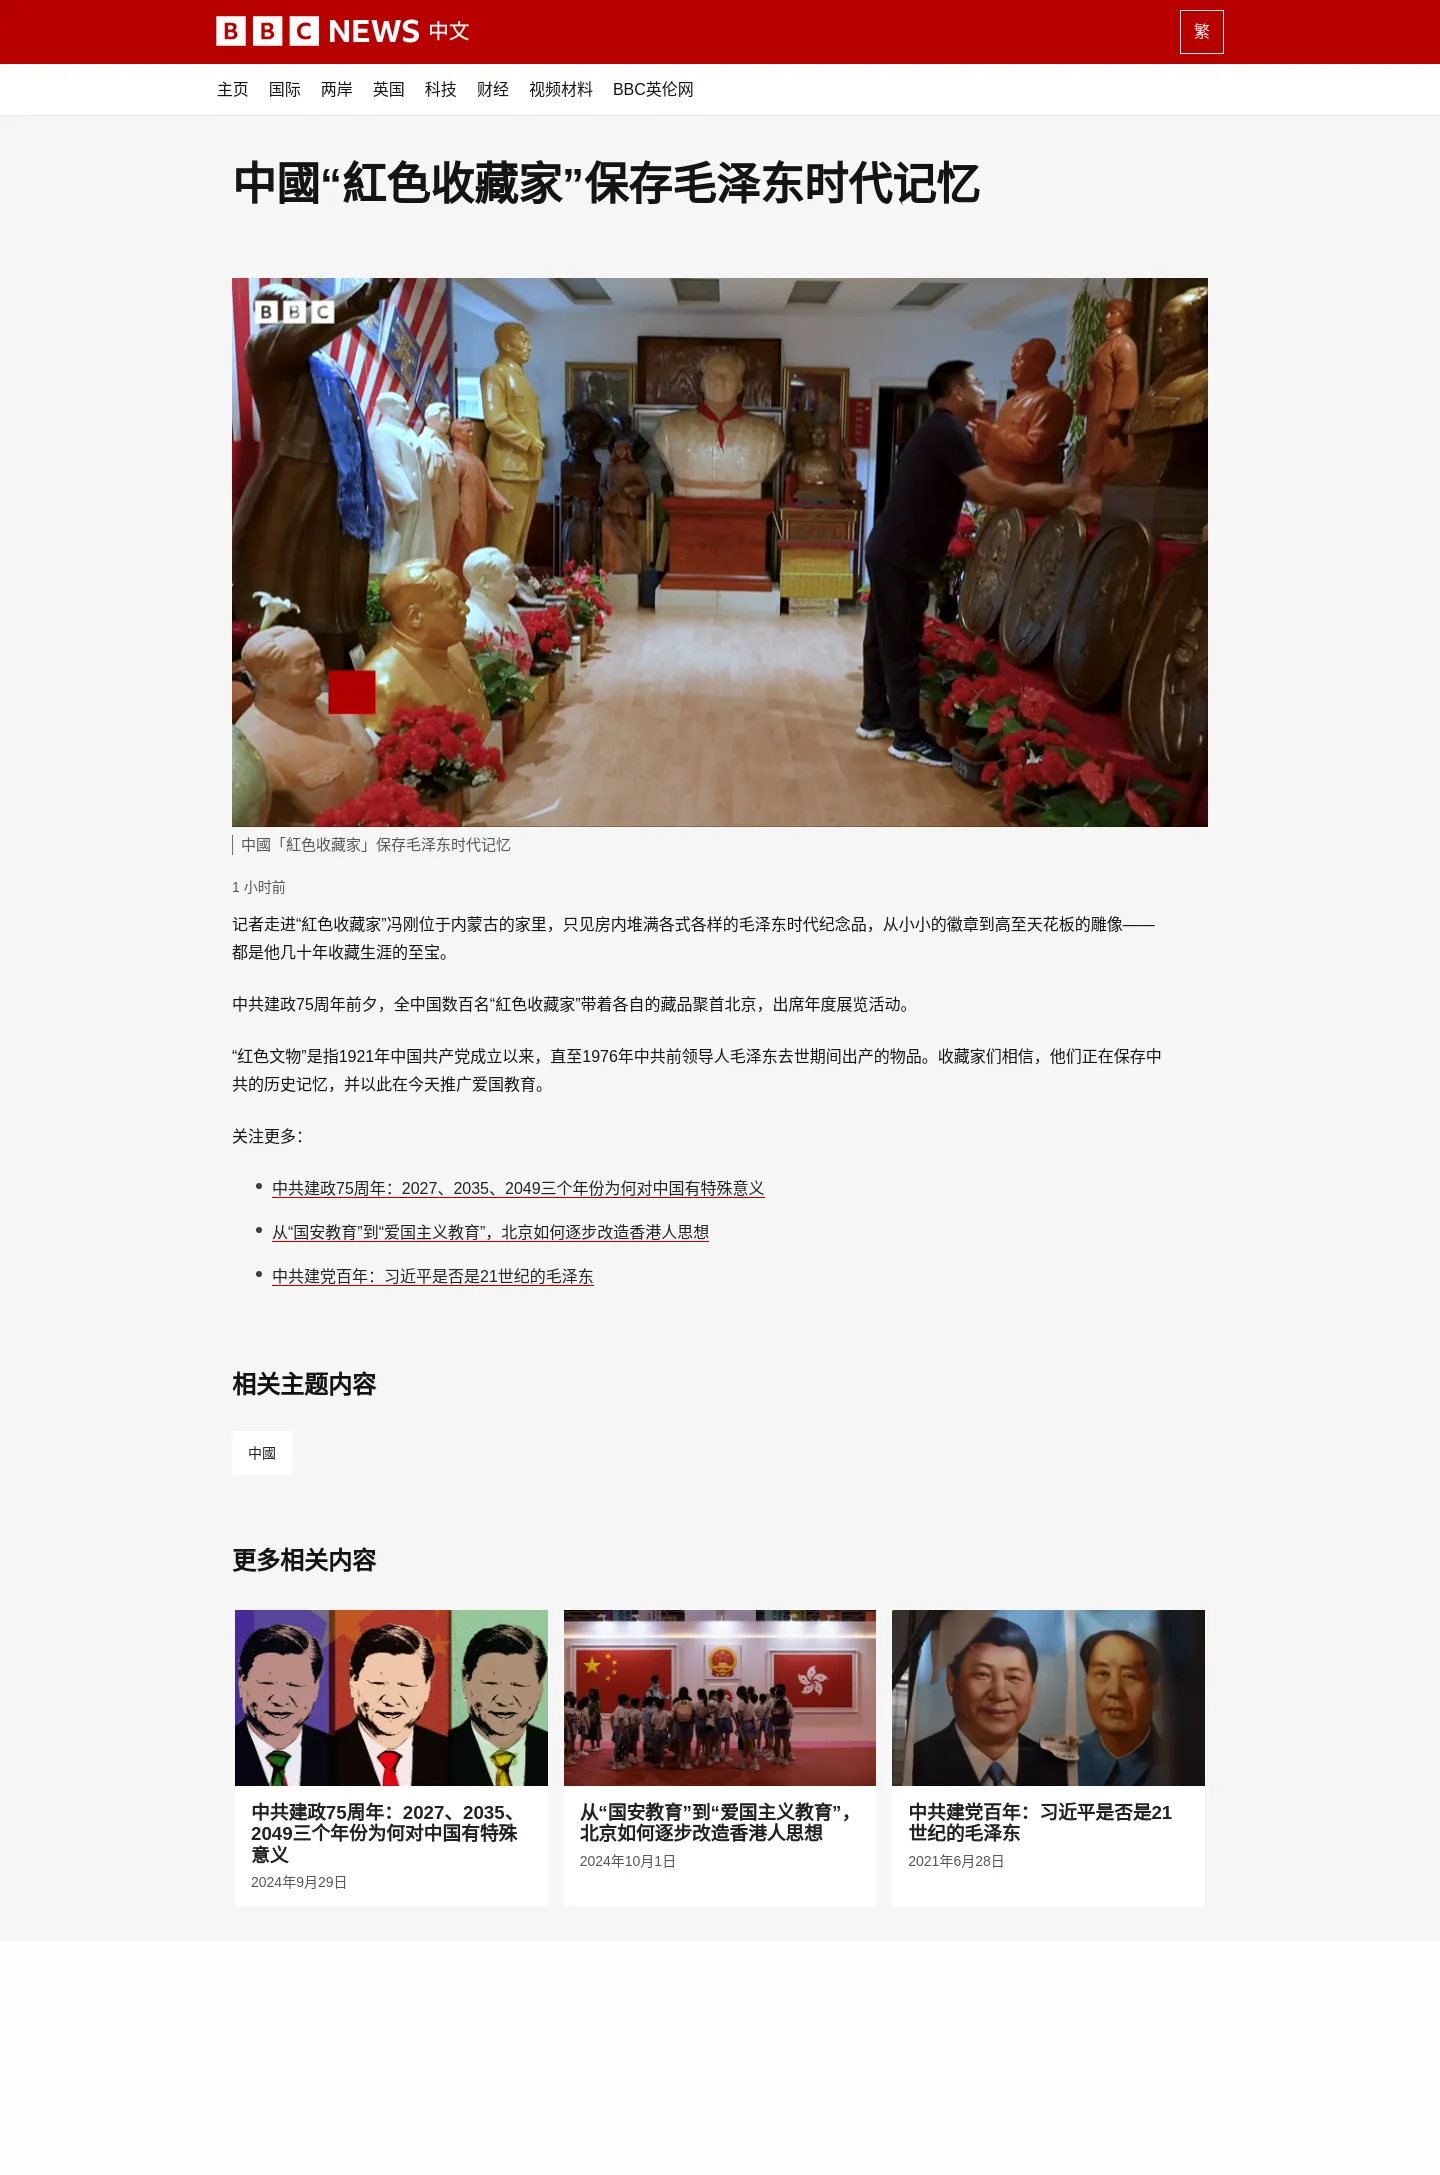 BBC NEWS 中文
繁
主页 国际 两岸 英国 科技 财经 视频材料 BBC英伦网
中國“紅色收藏家”保存毛泽东时代记忆
BBC
中國「紅色收藏家」保存毛泽东时代记忆
1 小时前
记者走进“紅色收藏家”冯刚位于内蒙古的家里，只见房内堆满各式各样的毛泽东时代纪念品，从小小的徽章到高至天花板的雕像——
都是他几十年收藏生涯的至宝。
中共建政75周年前夕，全中国数百名“紅色收藏家”带着各自的藏品聚首北京，出席年度展览活动。
“红色文物”是指1921年中国共产党成立以来，直至1976年中共前领导人毛泽东去世期间出产的物品。收藏家们相信，他们正在保存中
共的历史记忆，并以此在今天推广爱国教育。
关注更多：
中共建政75周年：2027、2035、2049三个年份为何对中国有特殊意义
从“国安教育”到“爱国主义教育”，北京如何逐步改造香港人思想
中共建党百年：习近平是否是21世纪的毛泽东
相关主题内容
中國
更多相关内容
中共建政75周年：2027、2035、
2049三个年份为何对中国有特殊
意义
2024年9月29日
从“国安教育”到“爱国主义教育”，
北京如何逐步改造香港人思想
2024年10月1日
中共建党百年：习近平是否是21
世纪的毛泽东
2021年6月28日